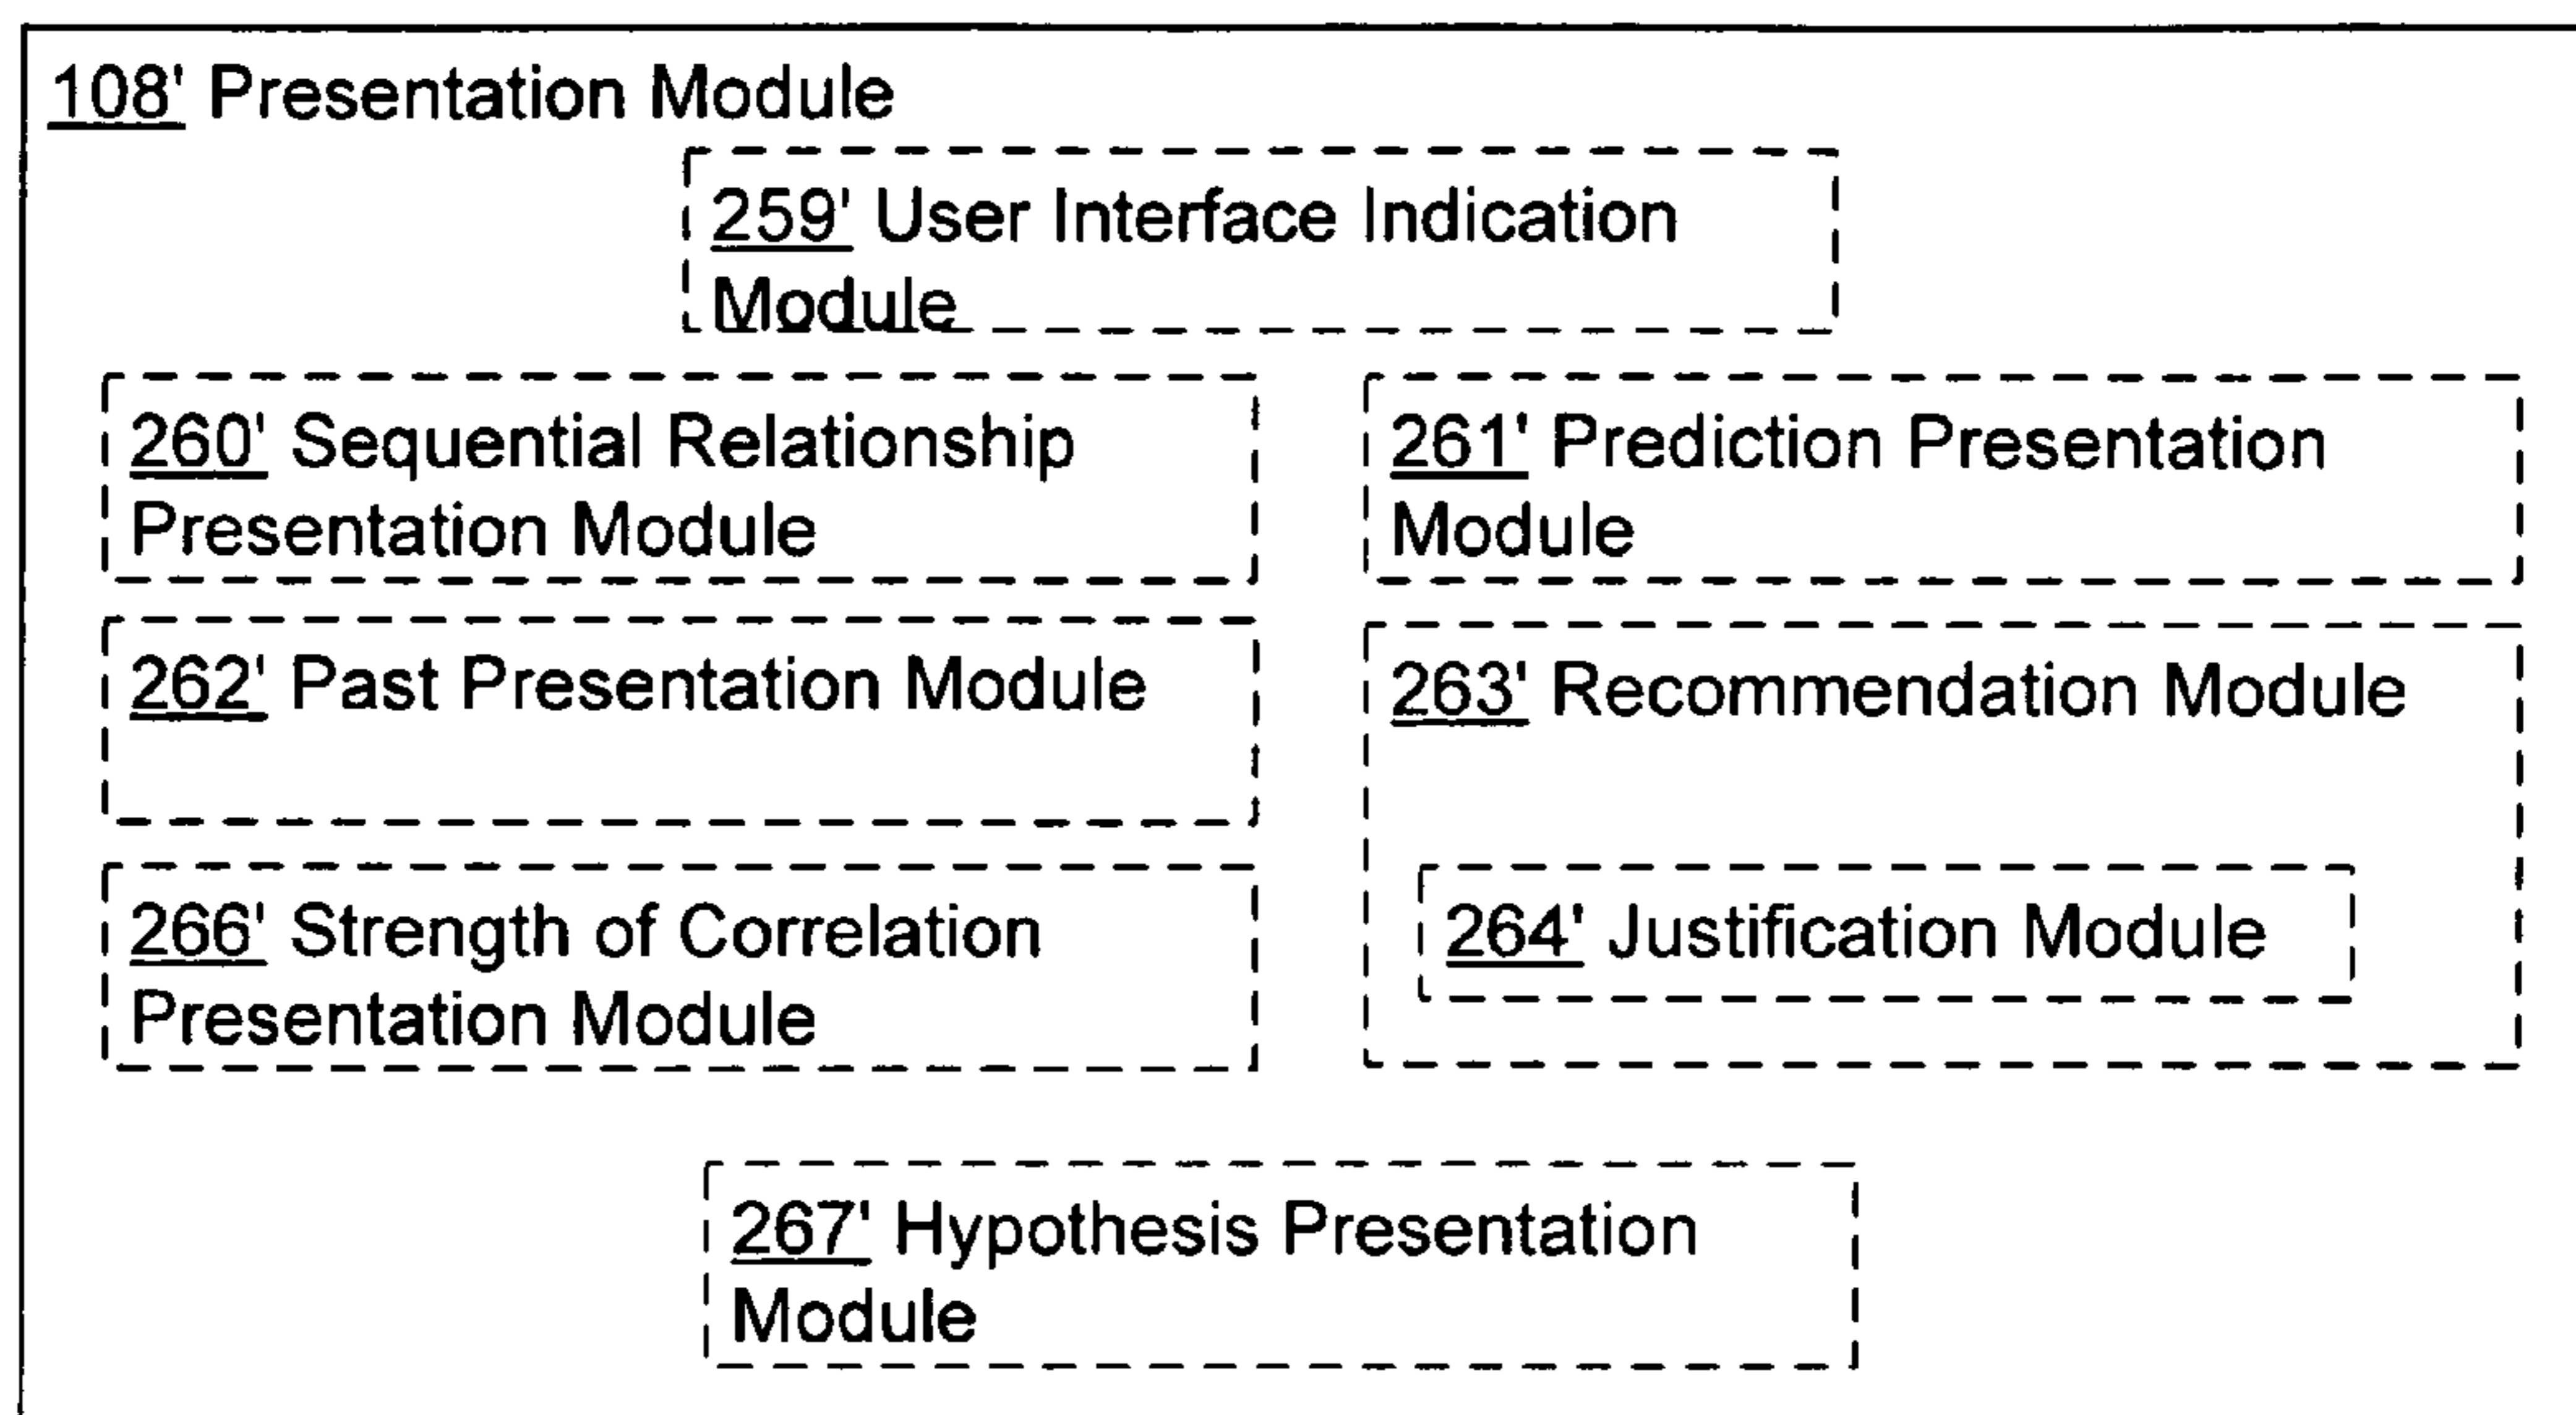 108' Presentation Module
259' User Interface Indication
Module
260' Sequential Relationship
Presentation Module
261' Prediction Presentation
Module
262' Past Presentation Module
263' Recommendation Module
266' Strength of Correlation
Presentation Module
264' Justification Module
267' Hypothesis Presentation
Module